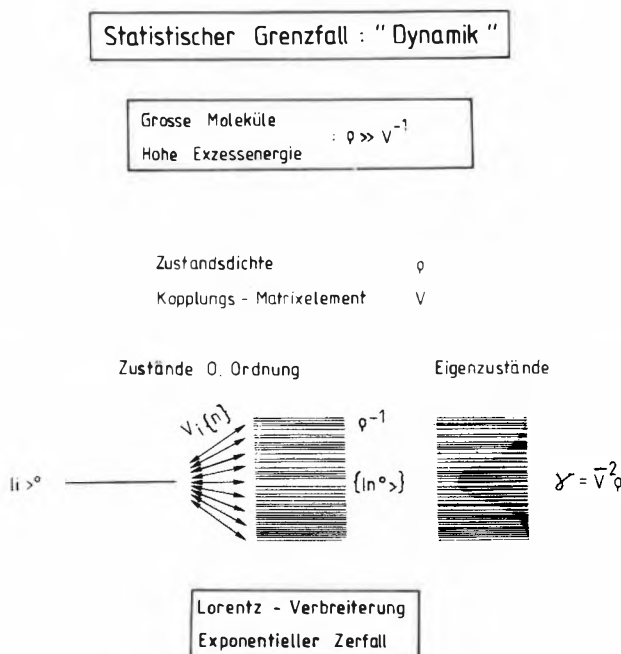 Statistischer Grenzfall : " Dynamik "
Grosse Moleküle
Hohe Exzessenergie
: ρ ≫ V⁻¹
Zustandsdichte ρ
Kopplungs - Matrixelement V
Zustände 0. Ordnung Eigenzustände
V i{n}
ρ⁻¹
|i >° {|n°>} γ = V̄²ρ
Lorentz - Verbreiterung
Exponentieller Zerfall